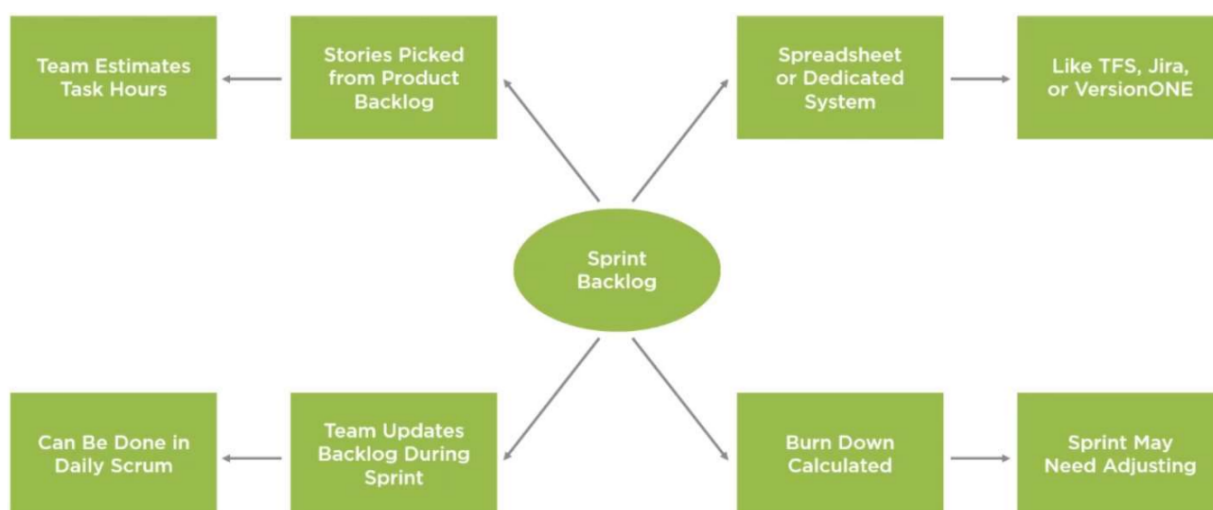 Team Estimates
Task Hours
Stories Picked
from Product
Backlog
Spreadsheet
or Dedicated
System
Like TFS, Jira,
or VersionONE
Sprint
Backlog
Can Be Done in
Daily Scrum
Team Updates
Backlog During
Sprint
Burn Down
Calculated
Sprint May
Need Adjusting